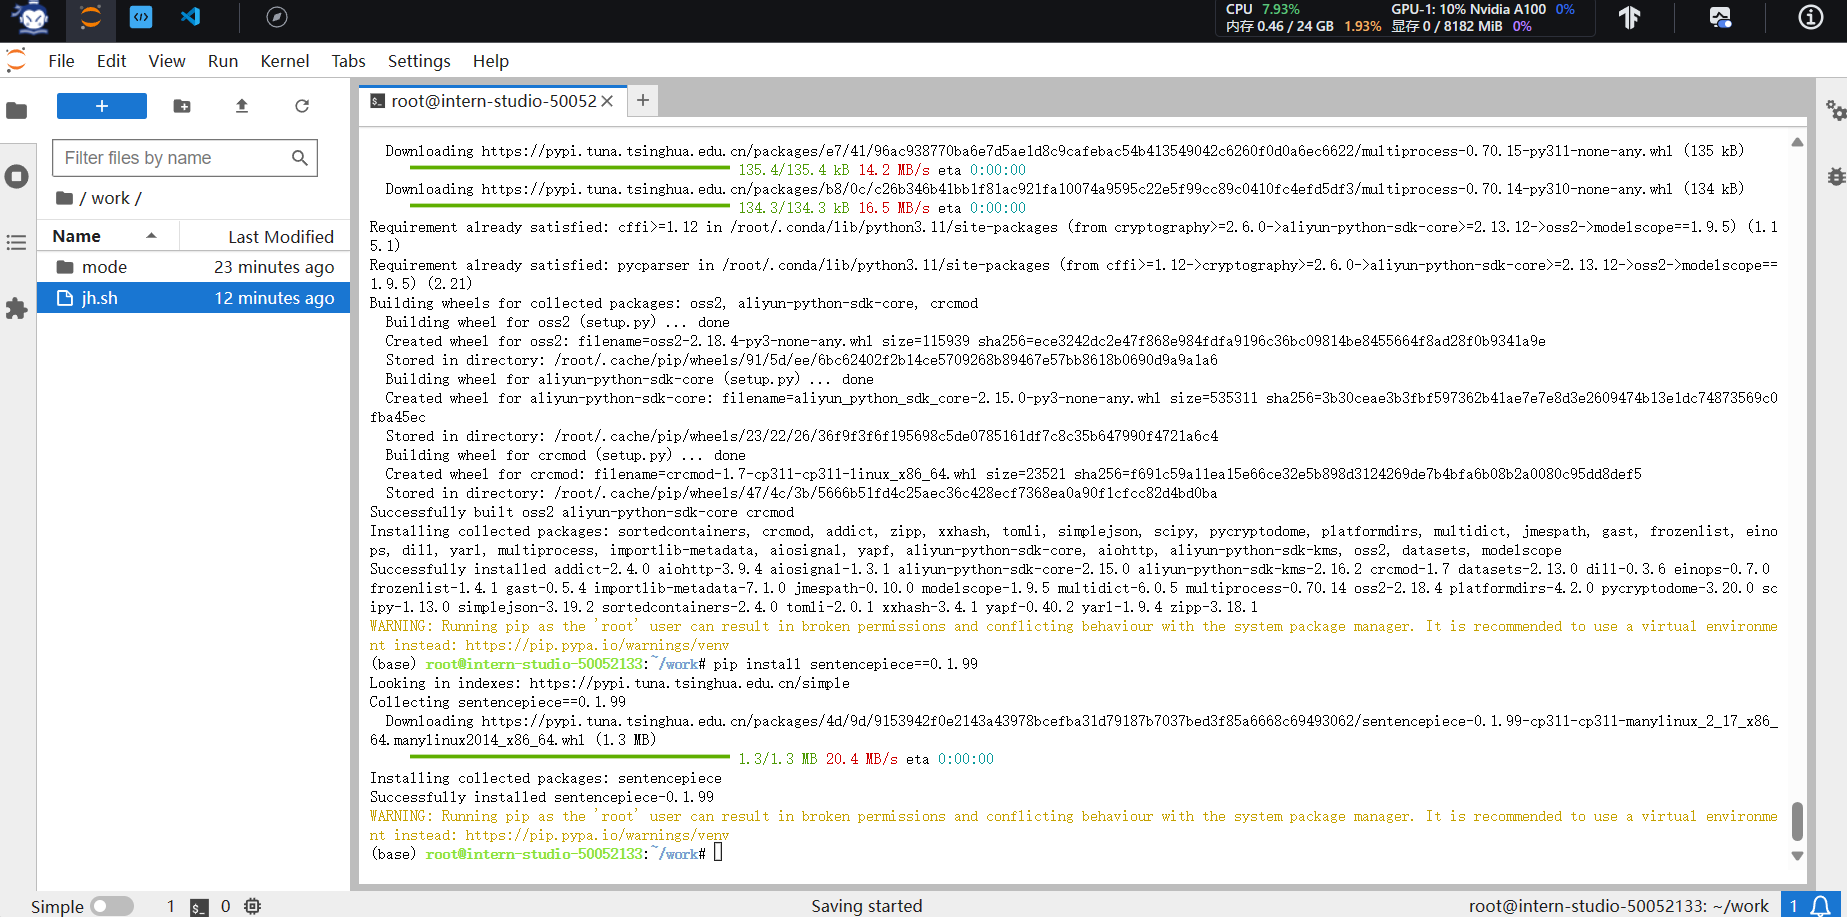 CPU 7.93% GPU-1: 10% Nvidia A100 0%
内存 0.46 / 24 GB 1.93% 显存 0 / 8182 MiB 0%
File Edit View Run Kernel Tabs Settings Help
root@intern-studio-50052
Filter files by name
/ work /
Name Last Modified
mode 23 minutes ago
jh.sh 12 minutes ago
Downloading https://pypi.tuna.tsinghua.edu.cn/packages/e7/41/96ac938770ba6e7d5ae1d8c9cafebac54b413549042c6260f0d0a6ec6622/multiprocess-0.70.15-py311-none-any.whl (135 kB)
135.4/135.4 kB 14.2 MB/s eta 0:00:00
Downloading https://pypi.tuna.tsinghua.edu.cn/packages/b8/0c/c26b346b41bb1f81ac921fa10074a9595c22e5f99cc89c0410fc4efd5df3/multiprocess-0.70.14-py310-none-any.whl (134 kB)
134.3/134.3 kB 16.5 MB/s eta 0:00:00
Requirement already satisfied: cffi>=1.12 in /root/.conda/lib/python3.11/site-packages (from cryptography>=2.6.0->aliyun-python-sdk-core>=2.13.12->oss2->modelscope==1.9.5) (1.1
5.1)
Requirement already satisfied: pycparser in /root/.conda/lib/python3.11/site-packages (from cffi>=1.12->cryptography>=2.6.0->aliyun-python-sdk-core>=2.13.12->oss2->modelscope==
1.9.5) (2.21)
Building wheels for collected packages: oss2, aliyun-python-sdk-core, crcmod
Building wheel for oss2 (setup.py) ... done
Created wheel for oss2: filename=oss2-2.18.4-py3-none-any.whl size=115939 sha256=ece3242dc2e47f868e984fdfa9196c36bc09814be8455664f8ad28f0b9341a9e
Stored in directory: /root/.cache/pip/wheels/91/5d/ee/6bc62402f2b14ce5709268b89467e57bb8618b0690d9a9a1a6
Building wheel for aliyun-python-sdk-core (setup.py) ... done
Created wheel for aliyun-python-sdk-core: filename=aliyun_python_sdk_core-2.15.0-py3-none-any.whl size=535311 sha256=3b30ceae3b3fbf597362b41ae7e7e8d3e2609474b13e1dc74873569c0
fba45ec
Stored in directory: /root/.cache/pip/wheels/23/22/26/36f9f3f6f195698c5de0785161df7c8c35b647990f4721a6c4
Building wheel for crcmod (setup.py) ... done
Created wheel for crcmod: filename=crcmod-1.7-cp311-cp311-linux_x86_64.whl size=23521 sha256=f691c59a11ea15e66ce32e5b898d3124269de7b4bfa6b08b2a0080c95dd8def5
Stored in directory: /root/.cache/pip/wheels/47/4c/3b/5666b51fd4c25aec36c428ecf7368ea0a90f1cfcc82d4bd0ba
Successfully built oss2 aliyun-python-sdk-core crcmod
Installing collected packages: sortedcontainers, crcmod, addict, zipp, xxhash, tomli, simplejson, scipy, pycryptodome, platformdirs, multidict, jmespath, gast, frozenlist, eino
ps, dill, yarl, multiprocess, importlib-metadata, aiosignal, yapf, aliyun-python-sdk-core, aiohttp, aliyun-python-sdk-kms, oss2, datasets, modelscope
Successfully installed addict-2.4.0 aiohttp-3.9.4 aiosignal-1.3.1 aliyun-python-sdk-core-2.15.0 aliyun-python-sdk-kms-2.16.2 crcmod-1.7 datasets-2.13.0 dill-0.3.6 einops-0.7.0
frozenlist-1.4.1 gast-0.5.4 importlib-metadata-7.1.0 jmespath-0.10.0 modelscope-1.9.5 multidict-6.0.5 multiprocess-0.70.14 oss2-2.18.4 platformdirs-4.2.0 pycryptodome-3.20.0 sc
ipy-1.13.0 simplejson-3.19.2 sortedcontainers-2.4.0 tomli-2.0.1 xxhash-3.4.1 yapf-0.40.2 yarl-1.9.4 zipp-3.18.1
WARNING: Running pip as the 'root' user can result in broken permissions and conflicting behaviour with the system package manager. It is recommended to use a virtual environme
nt instead: https://pip.pypa.io/warnings/venv
(base) root@intern-studio-50052133:~/work# pip install sentencepiece==0.1.99
Looking in indexes: https://pypi.tuna.tsinghua.edu.cn/simple
Collecting sentencepiece==0.1.99
Downloading https://pypi.tuna.tsinghua.edu.cn/packages/4d/9d/9153942f0e2143a43978bcefba31d79187b7037bed3f85a6668c69493062/sentencepiece-0.1.99-cp311-cp311-manylinux_2_17_x86_
64.manylinux2014_x86_64.whl (1.3 MB)
1.3/1.3 MB 20.4 MB/s eta 0:00:00
Installing collected packages: sentencepiece
Successfully installed sentencepiece-0.1.99
WARNING: Running pip as the 'root' user can result in broken permissions and conflicting behaviour with the system package manager. It is recommended to use a virtual environme
nt instead: https://pip.pypa.io/warnings/venv
(base) root@intern-studio-50052133:~/work#
Simple 1 0 Saving started root@intern-studio-50052133: ~/work 1